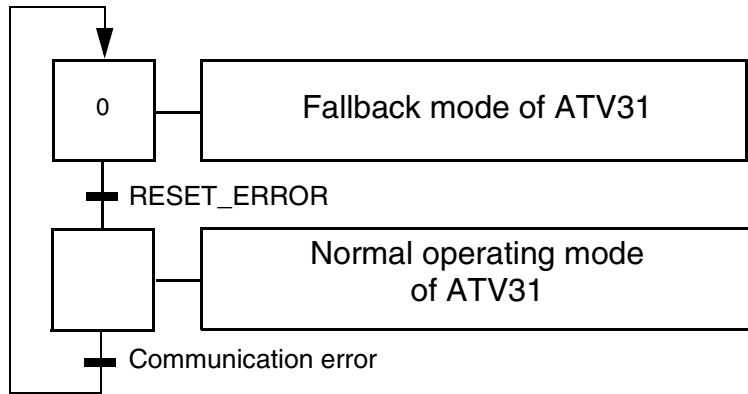 0
Fallback mode of ATV31
RESET_ERROR
Normal operating mode
of ATV31
Communication error